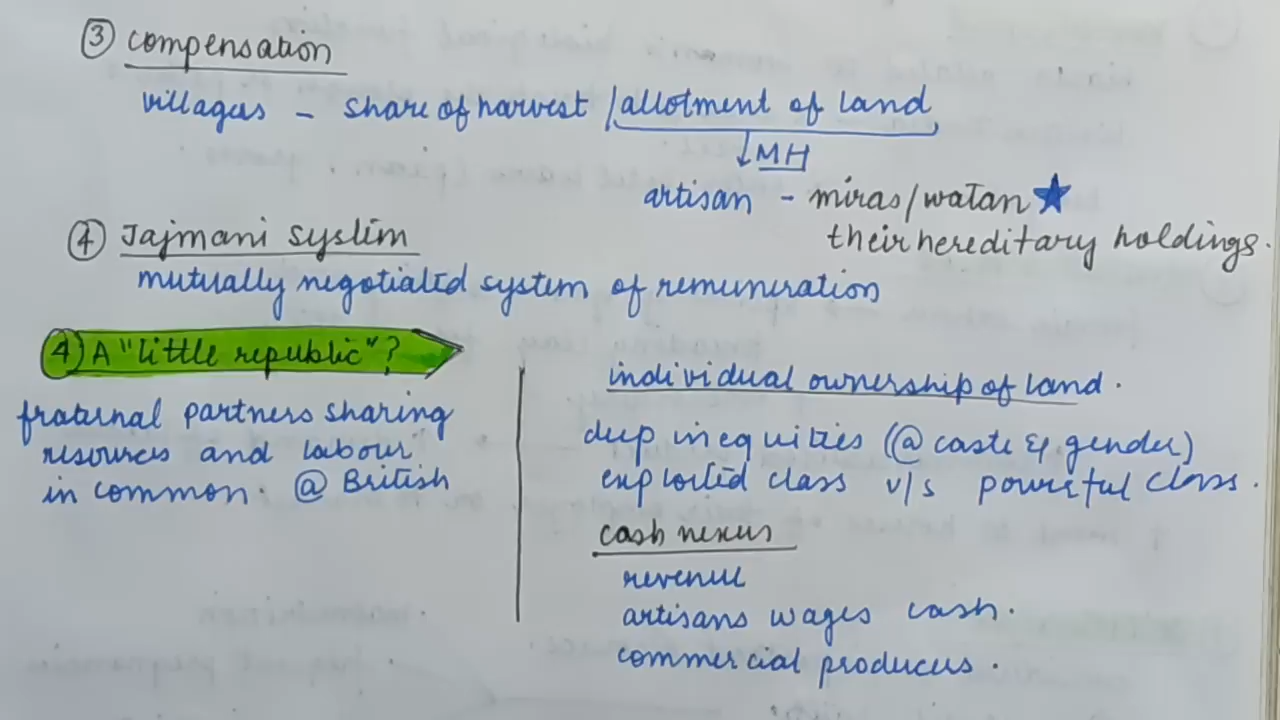 ③ compensation
villages - share of harvest / allotment of land
↓ MH
artisan - miras/watan ★
their hereditary holdings.
④ Jajmani system
mutually negotiated system of remuneration
④ A "little republic"?
fraternal partners sharing
resources and labour
in common. @ British
individual ownership of land.
deep inequities (@ caste & gender)
exploited class v/s powerful class.
cash nexus
revenue
artisans wages cash.
commercial producers.